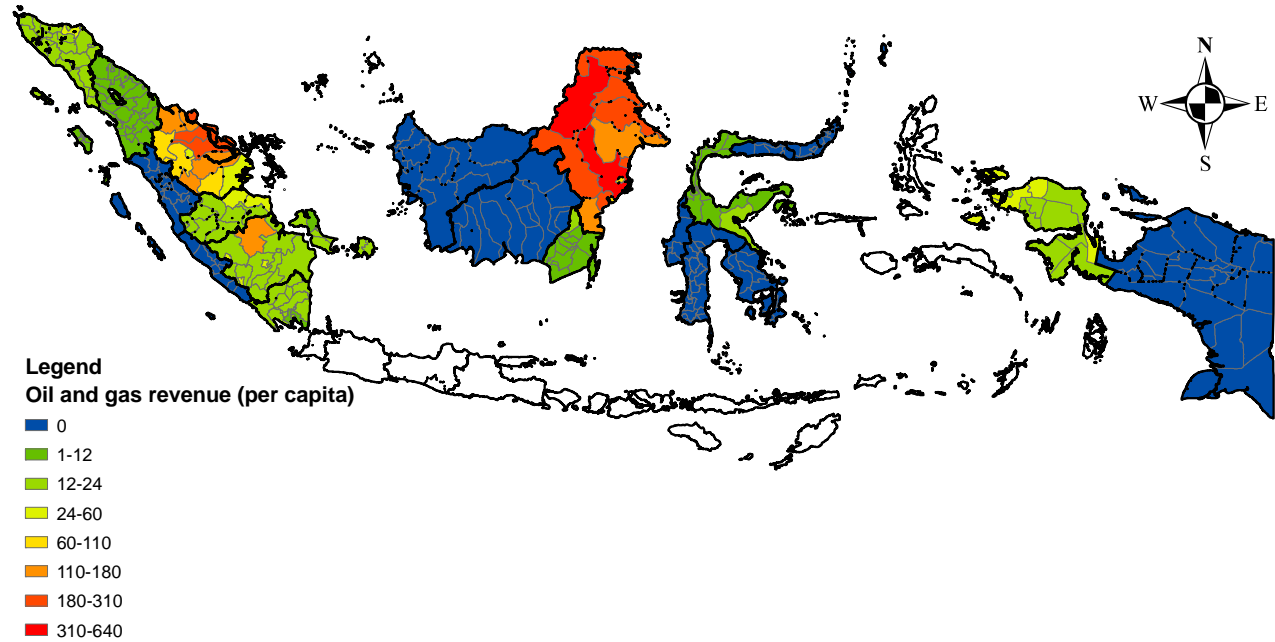 N
W E
S
Legend
Oil and gas revenue (per capita)
0
1-12
12-24
24-60
60-110
110-180
180-310
310-640